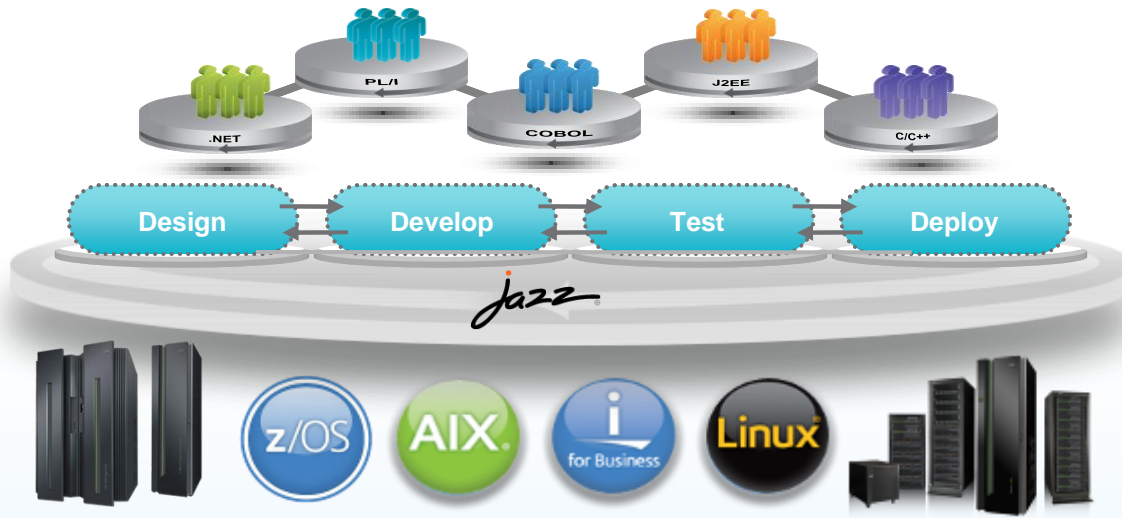 PL/I
J2EE
.NET
COBOL
C/C++
Design
Develop
Test
Deploy
jazz
z/OS
AIX
i
for Business
Linux